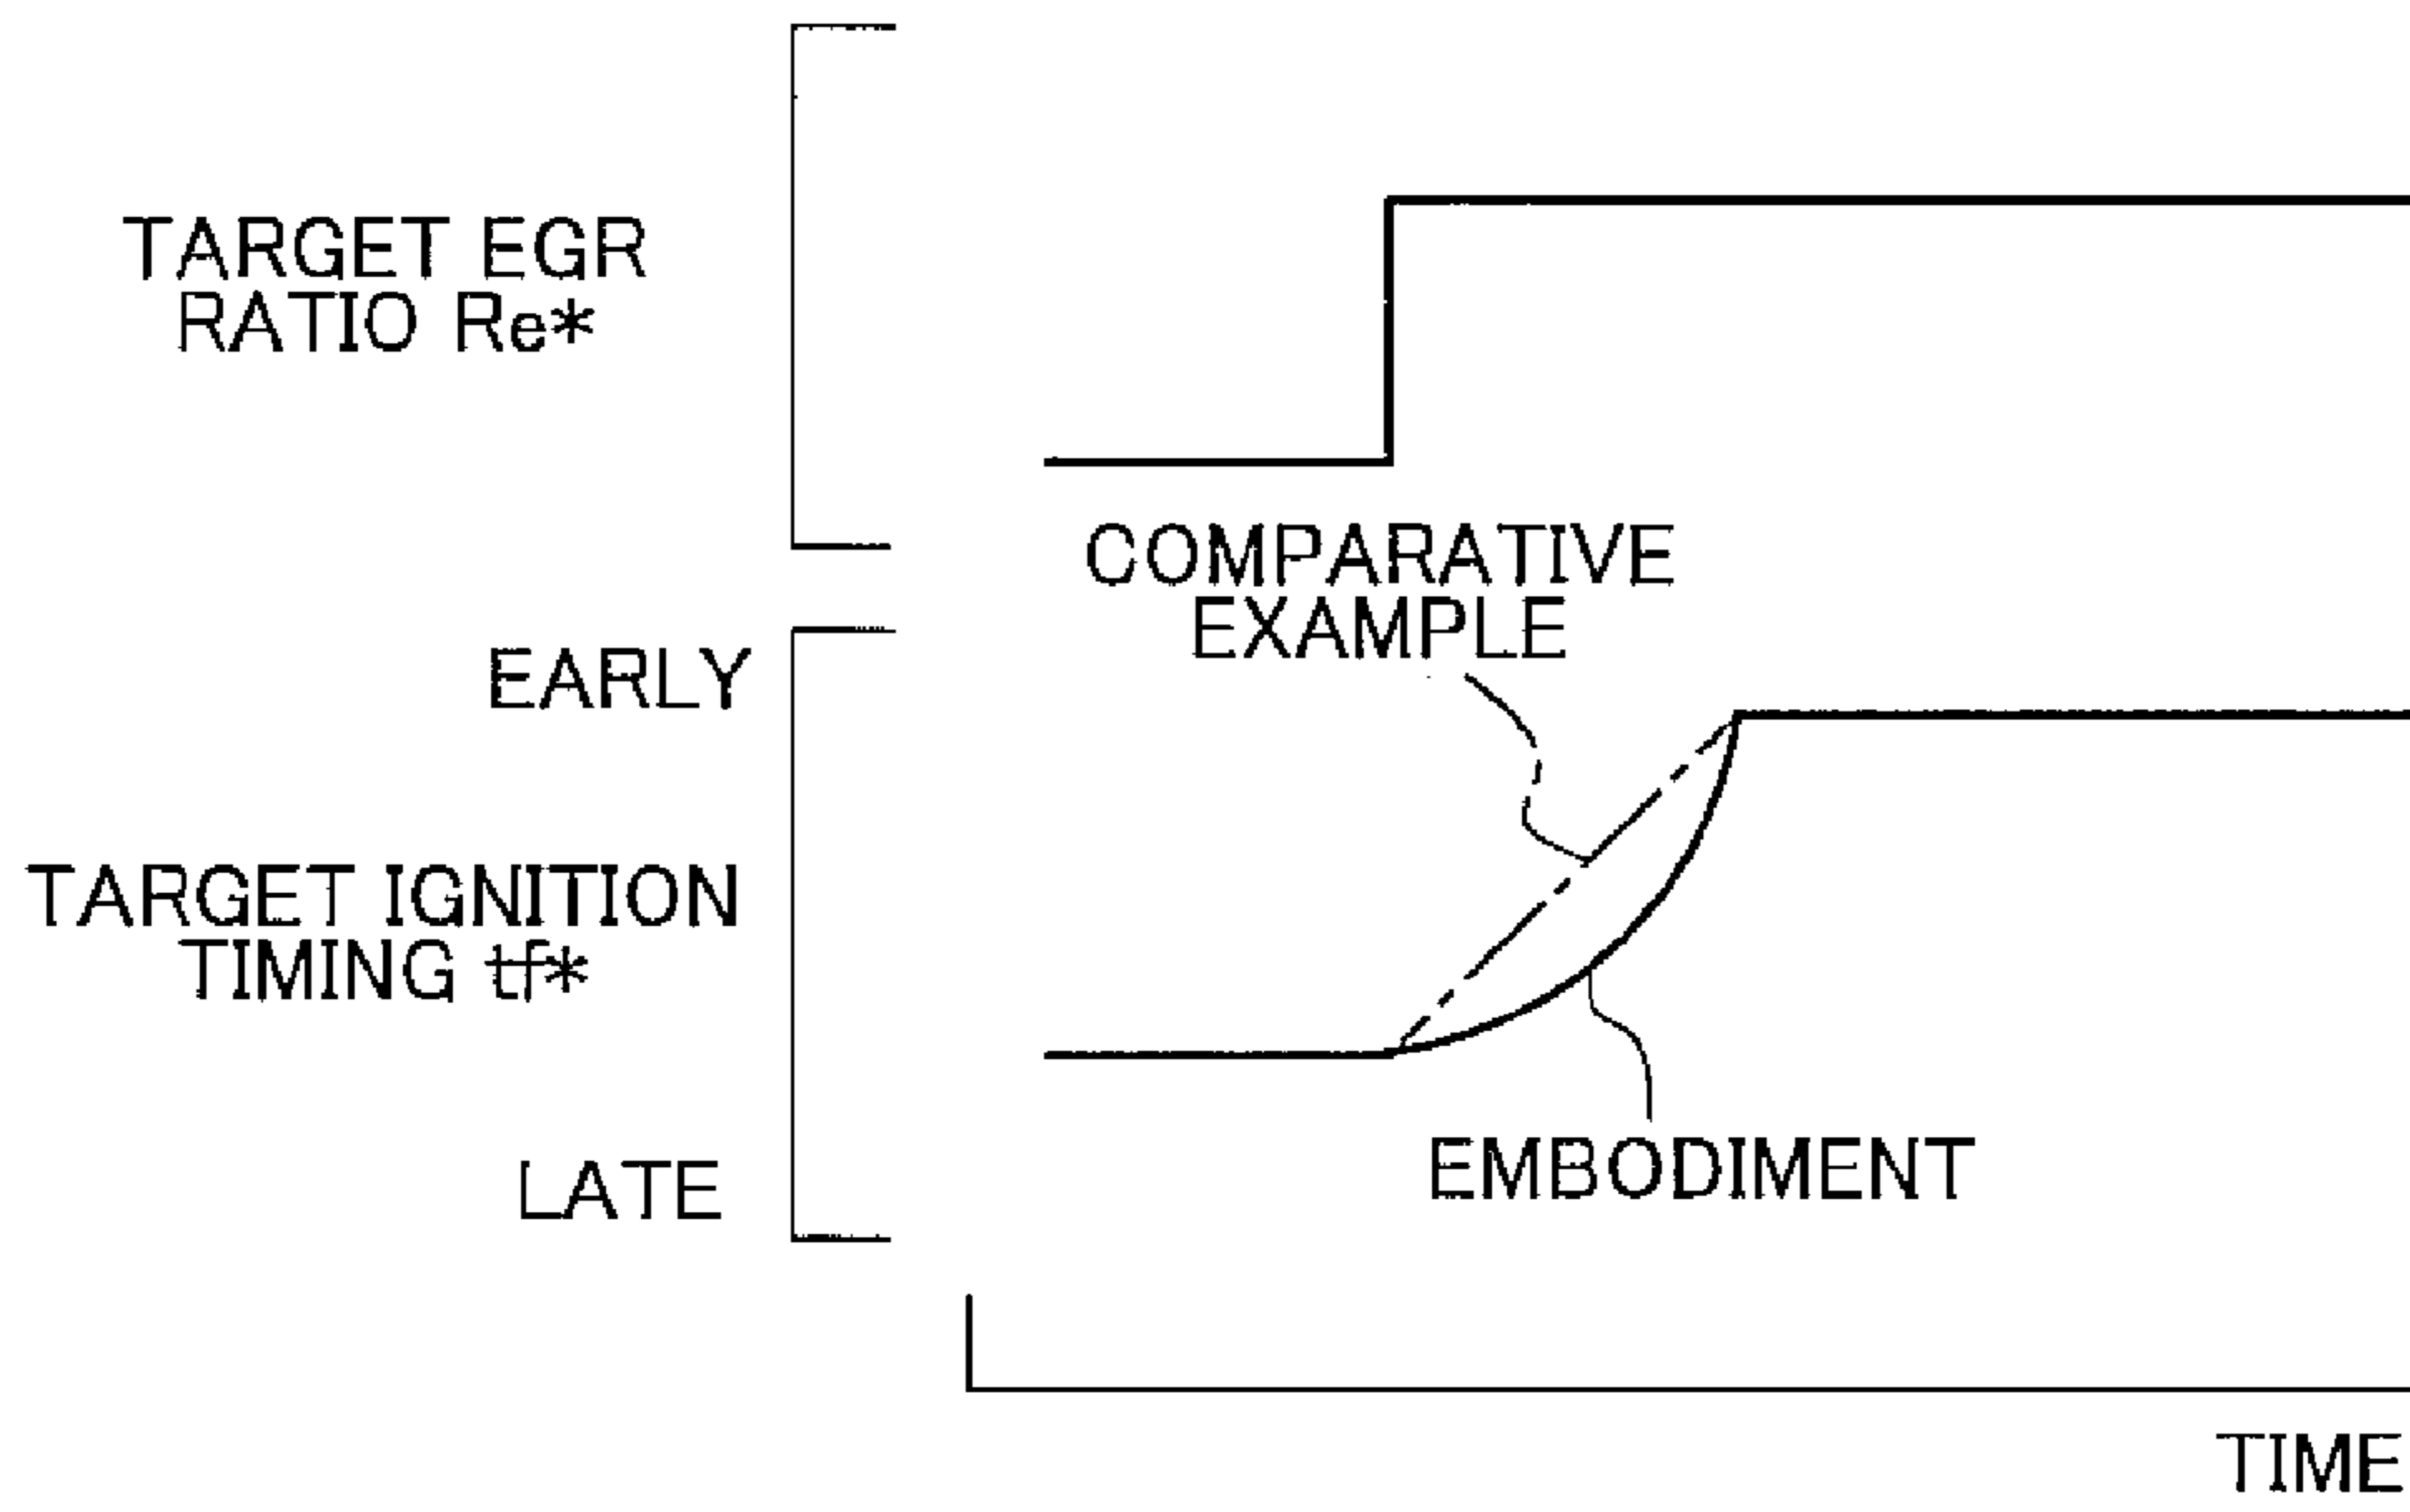 TARGET EGR
RATIO Re*
COMPARATIVE
EXAMPLE
EARLY
TARGET IGNITION
TIMING tf*
LATE
EMBODIMENT
TIME